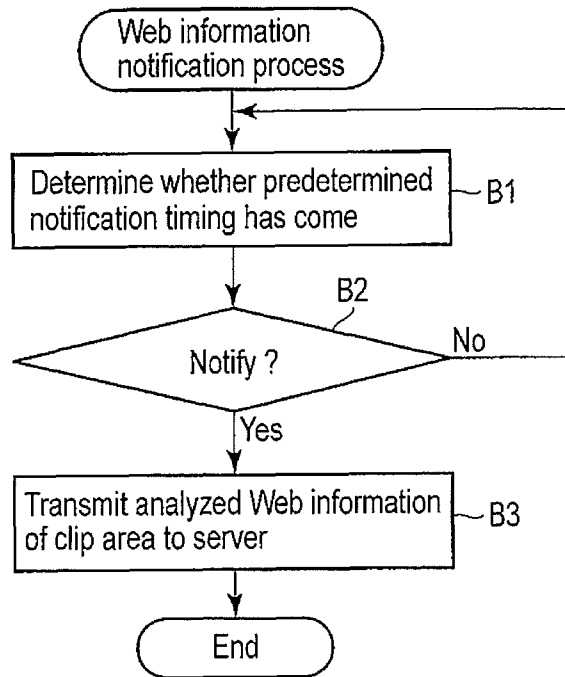 Web information
notification process
Determine whether predetermined
notification timing has come
B1
B2
Notify ?
No
Yes
Transmit analyzed Web information
of clip area to server
B3
End